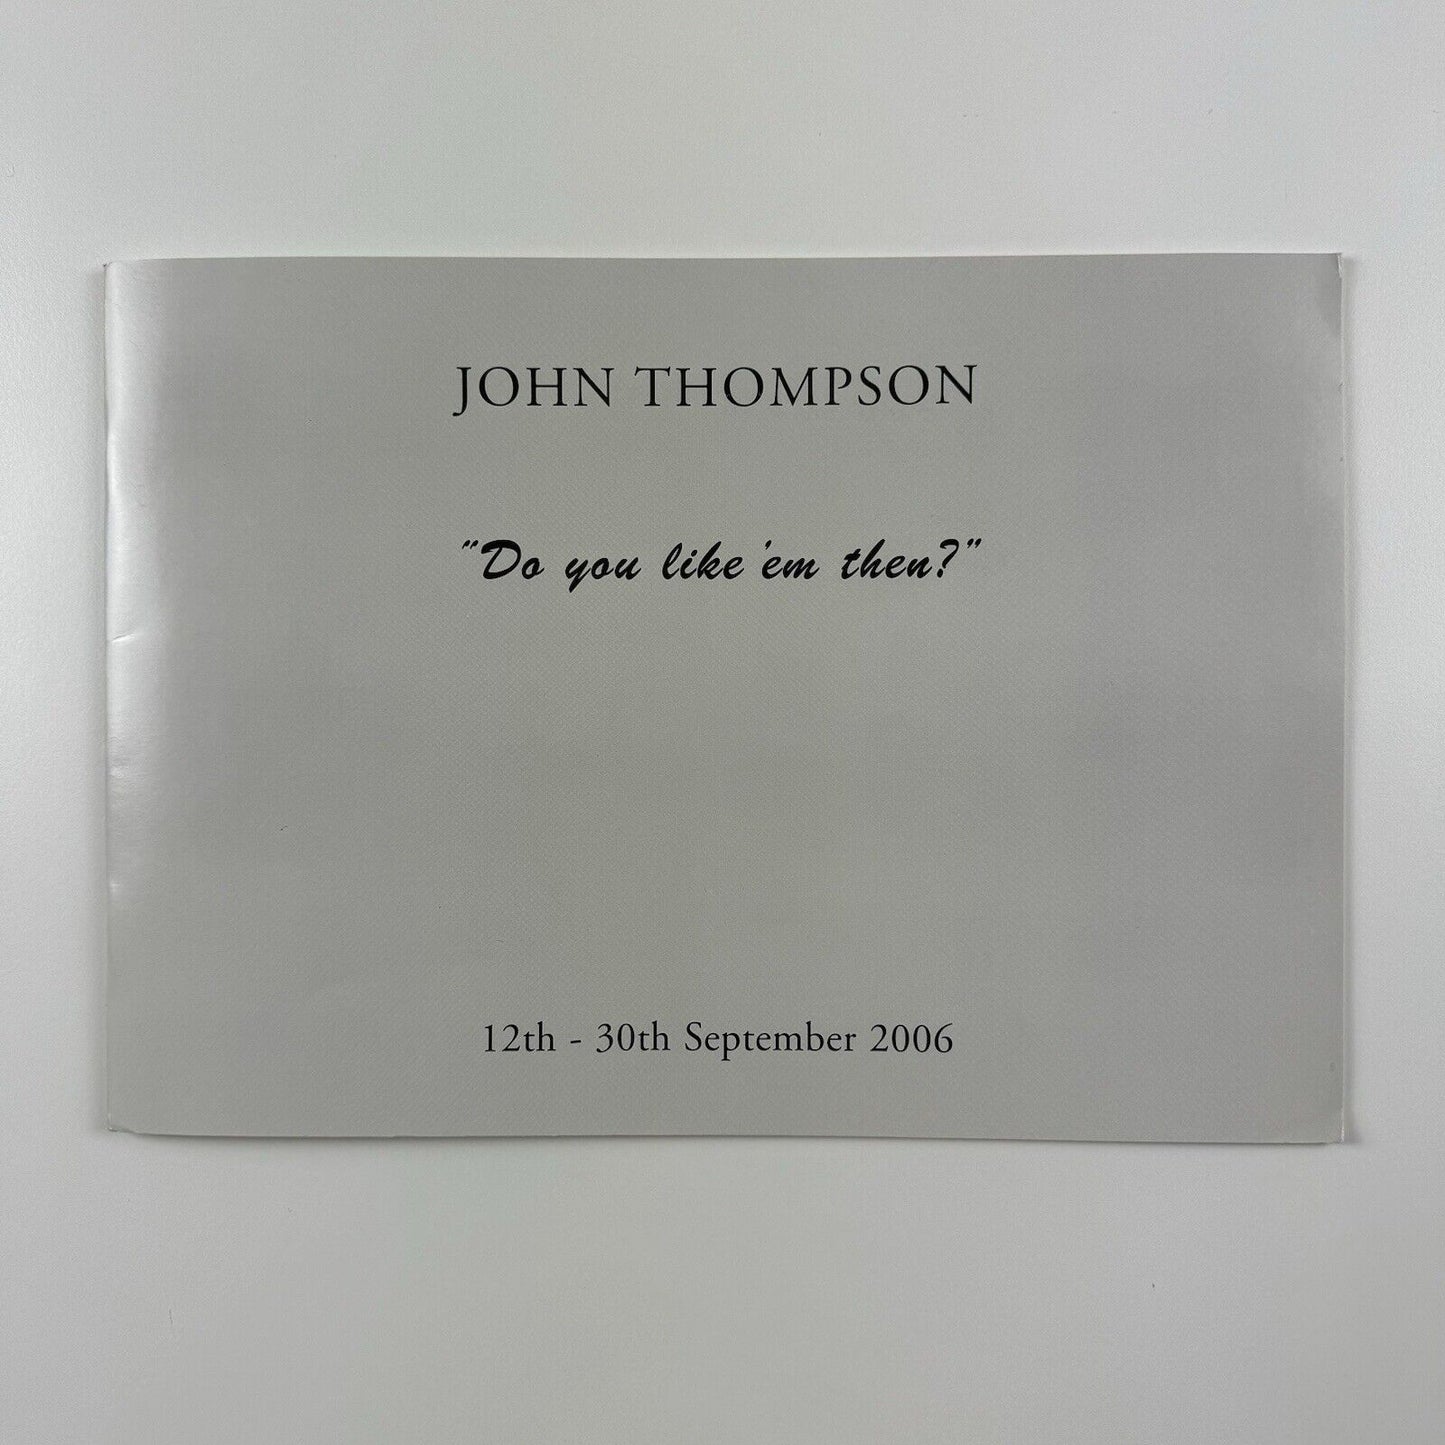 JOHN THOMPSON
"Do you like 'em then?"
12th - 30th September 2006